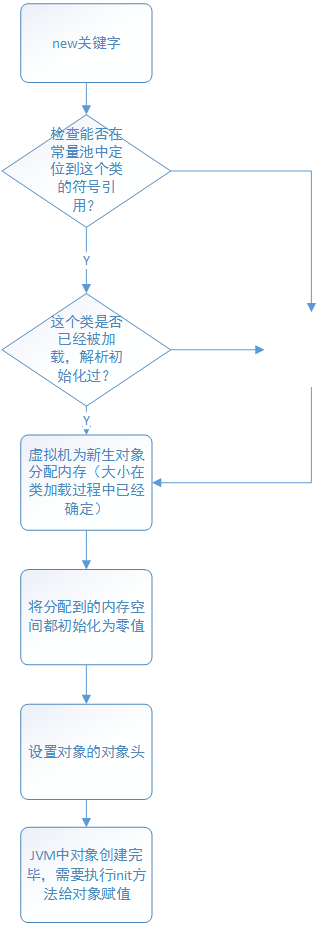 new关键字
检查能否在
常量池中定
位到这个类
的符号引
用？
Y
这个类是否
已经被加
载，解析初
始化过？
Y
虚拟机为新生对象
分配内存（大小在
类加载过程中已经
确定）
将分配到的内存空
间都初始化为零值
设置对象的对象头
JVM中对象创建完
毕，需要执行init方
法给对象赋值